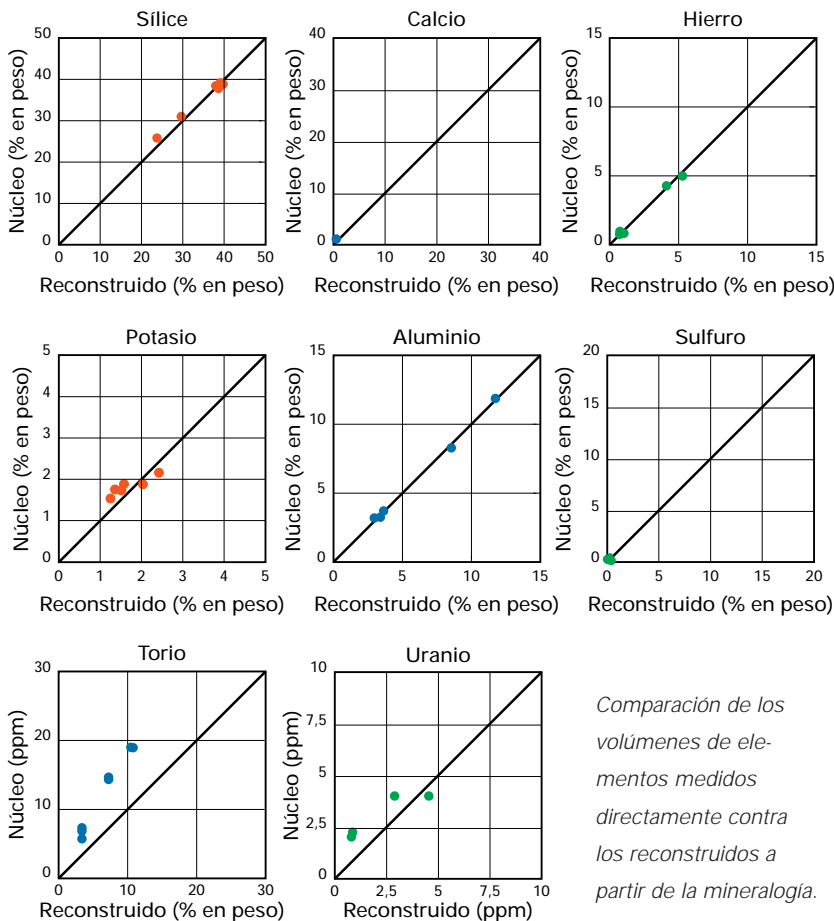 Sílice
Núcleo (% en peso)
50
40
30
20
10
0
0 10 20 30 40 50
Reconstruido (% en peso)
Calcio
Núcleo (% en peso)
40
30
20
10
0
0 10 20 30 40
Reconstruido (% en peso)
Hierro
Núcleo (% en peso)
15
10
5
0
0 5 10 15
Reconstruido (% en peso)
Potasio
Núcleo (% en peso)
5
4
3
2
1
0
0 1 2 3 4 5
Reconstruido (% en peso)
Aluminio
Núcleo (% en peso)
15
10
5
0
0 5 10 15
Reconstruido (% en peso)
Sulfuro
Núcleo (% en peso)
20
15
10
5
0
0 5 10 15 20
Reconstruido (% en peso)
Torio
Núcleo (ppm)
30
20
10
0
0 10 20 30
Reconstruido (% en peso)
Uranio
Núcleo (ppm)
10
7,5
5
2,5
0
0 2,5 5 7,5 10
Reconstruido (ppm)
Comparación de los
volúmenes de ele-
mentos medidos
directamente contra
los reconstruidos a
partir de la mineralogía.